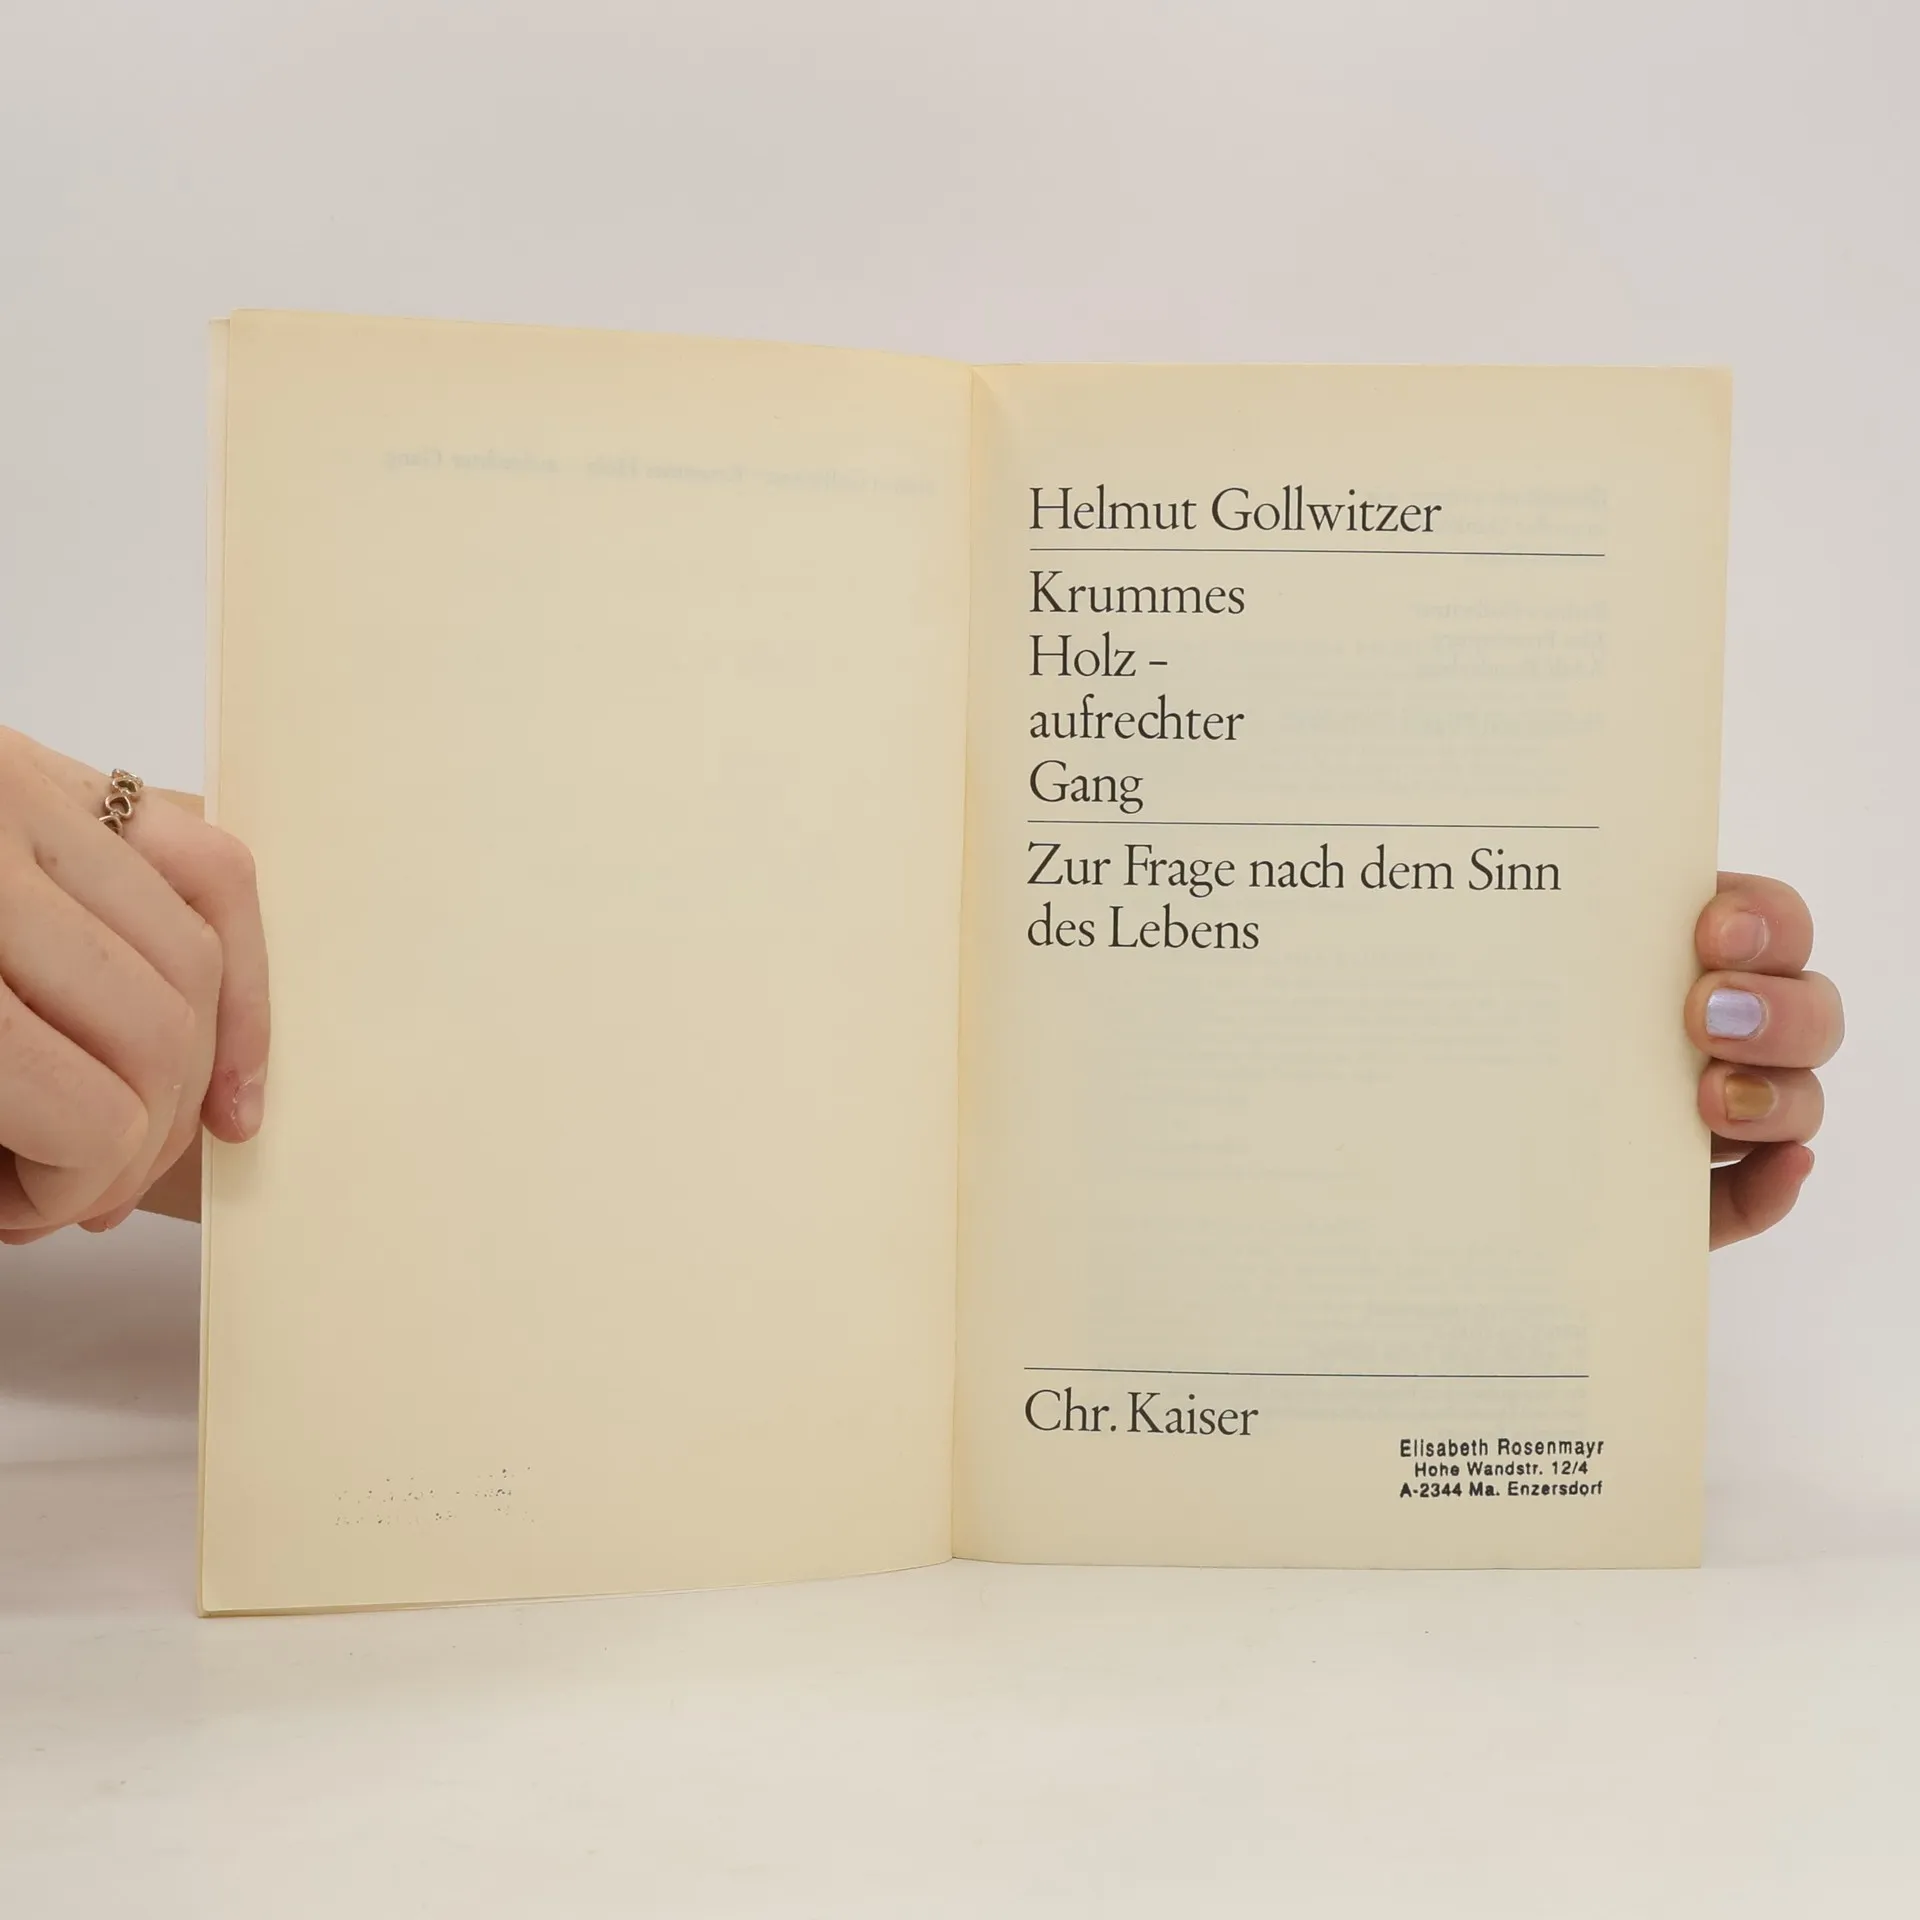 Helmut Gollwitzer
Krummes
Holz –
aufrechter
Gang
Zur Frage nach dem Sinn
des Lebens
Chr. Kaiser
Elisabeth Rosenmayr
Hohe Wandstr. 12/4
A-2344 Ma. Enzersdorf